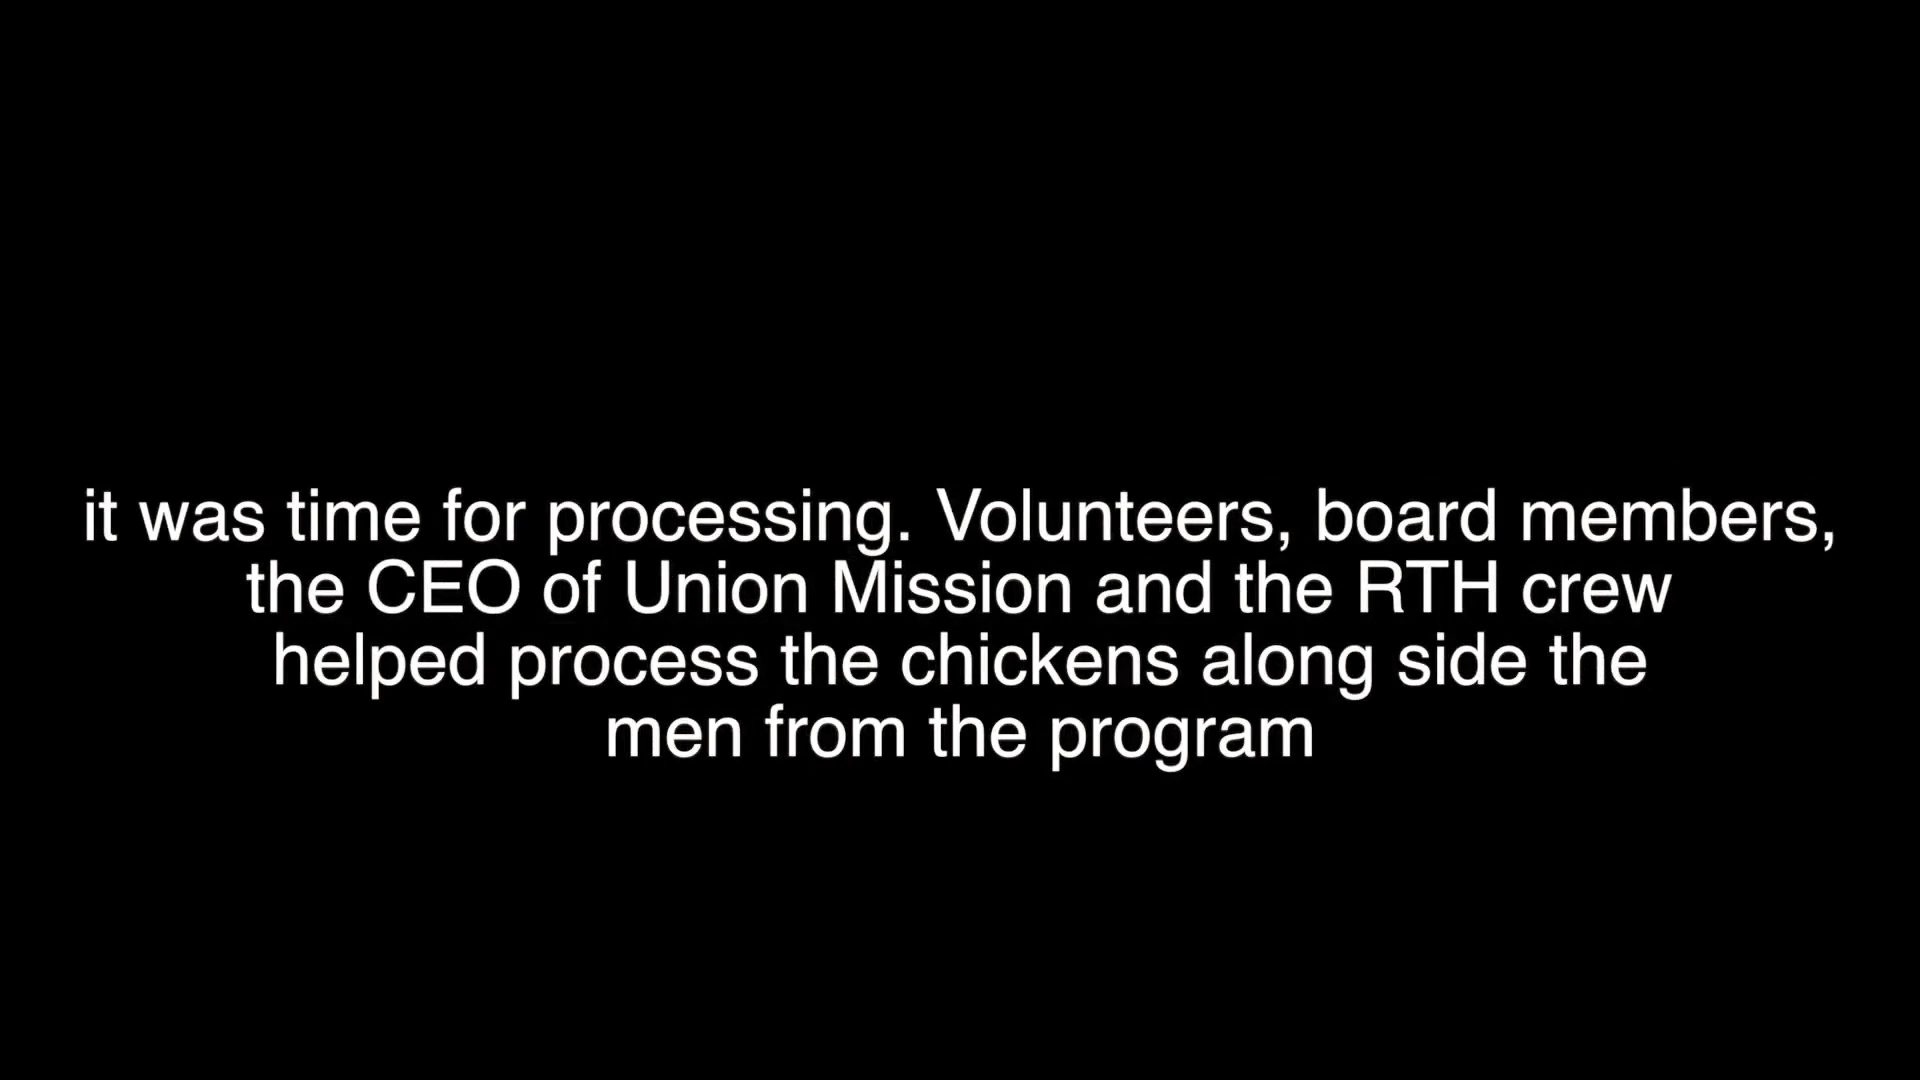 it was time for processing. Volunteers, board members,
the CEO of Union Mission and the RTH crew
helped process the chickens along side the
men from the program